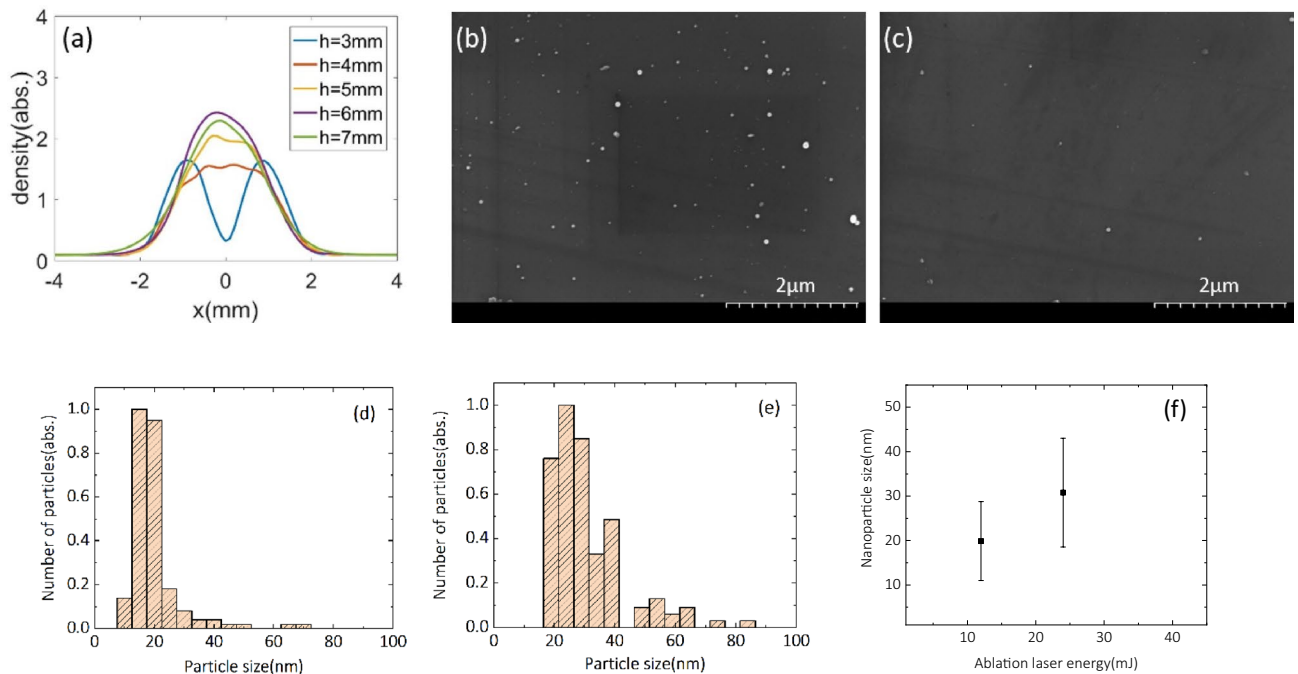 (a)
h=3mm
h=4mm
h=5mm
h=6mm
h=7mm
density(abs.)
4
3
2
1
0
-4 -2 0 2 4
x(mm)
(b)
2μm
(c)
2μm
(d)
Number of particles(abs.)
1.0
0.8
0.6
0.4
0.2
0.0
0 20 40 60 80 100
Particle size(nm)
(e)
Number of particles(abs.)
1.0
0.8
0.6
0.4
0.2
0.0
0 20 40 60 80 100
Particle size(nm)
(f)
Nanoparticle size(nm)
50
40
30
20
10
10 20 30 40
Ablation laser energy(mJ)